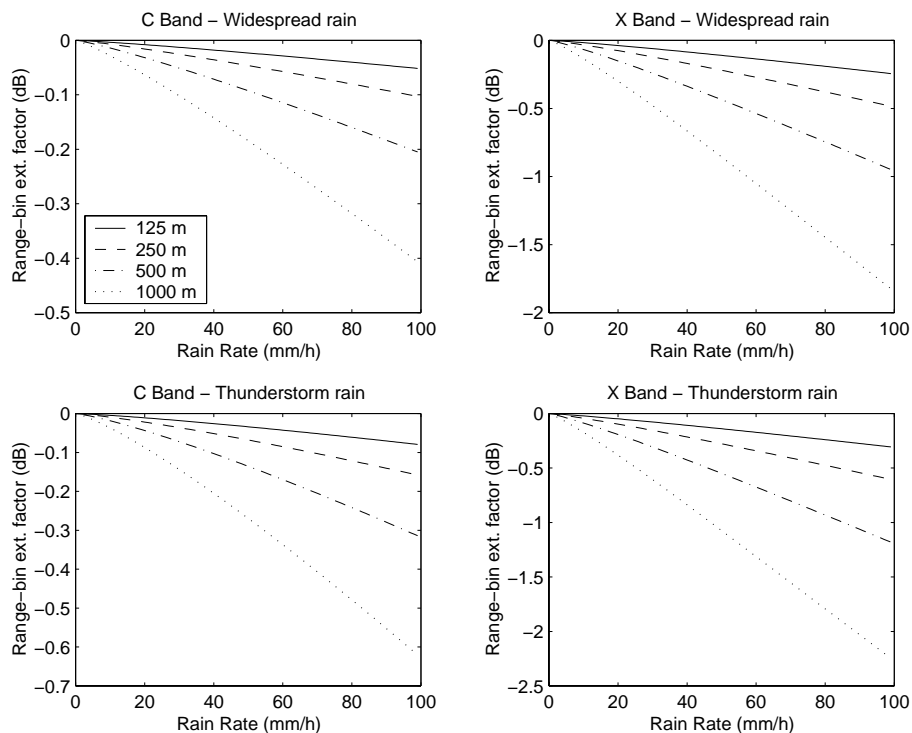 C Band – Widespread rain
Range–bin ext. factor (dB)
0
–0.1
–0.2
–0.3
–0.4
–0.5
125 m
250 m
500 m
1000 m
0 20 40 60 80 100
Rain Rate (mm/h)
X Band – Widespread rain
Range–bin ext. factor (dB)
0
–0.5
–1
–1.5
–2
0 20 40 60 80 100
Rain Rate (mm/h)
C Band – Thunderstorm rain
Range–bin ext. factor (dB)
0
–0.1
–0.2
–0.3
–0.4
–0.5
–0.6
–0.7
0 20 40 60 80 100
Rain Rate (mm/h)
X Band – Thunderstorm rain
Range–bin ext. factor (dB)
0
–0.5
–1
–1.5
–2
–2.5
0 20 40 60 80 100
Rain Rate (mm/h)